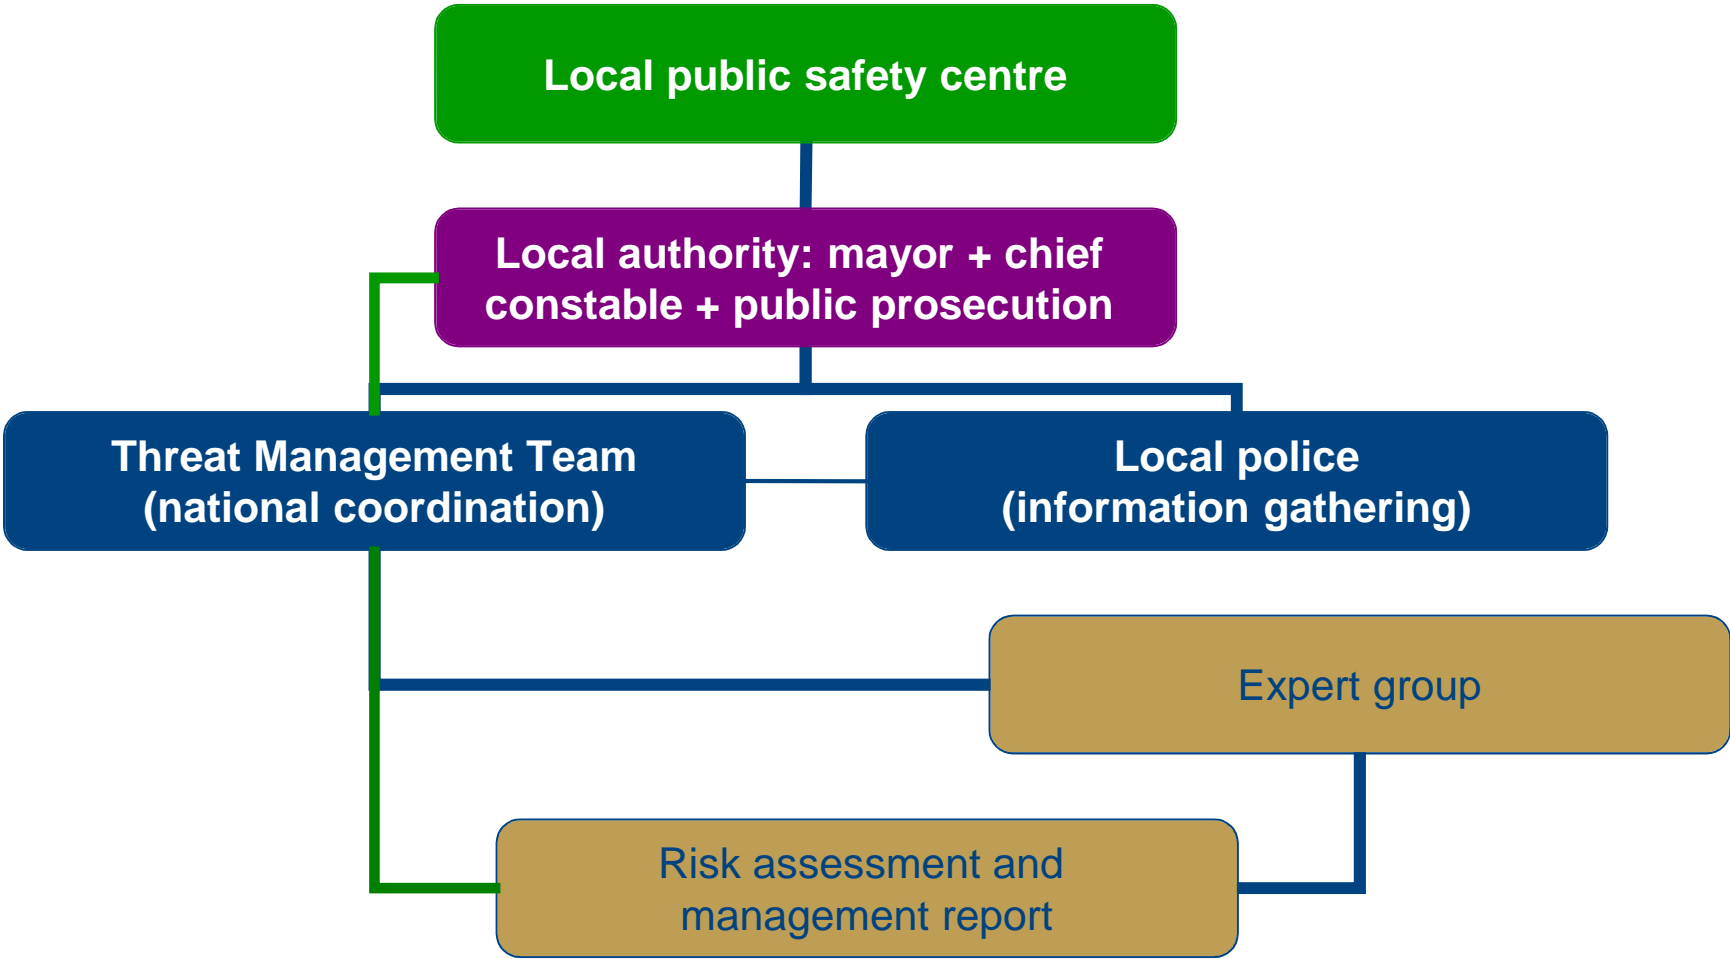 Local public safety centre
Local authority: mayor + chief
constable + public prosecution
Threat Management Team
(national coordination)
Local police
(information gathering)
Expert group
Risk assessment and
management report